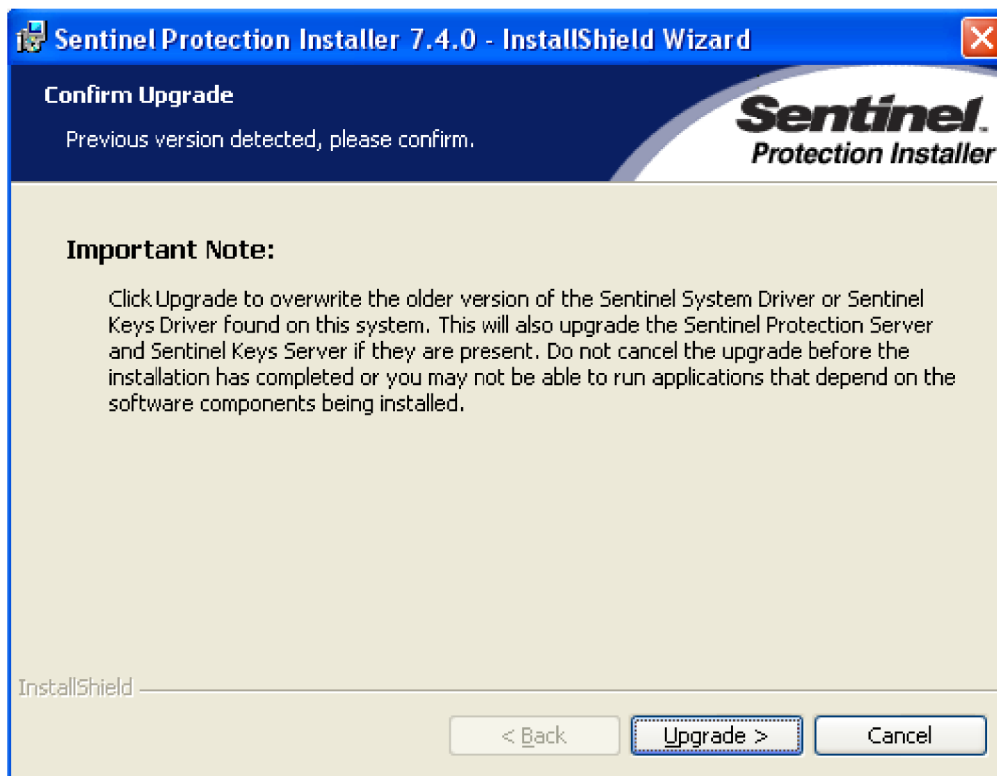 Sentinel Protection Installer 7.4.0 - InstallShield Wizard
Confirm Upgrade
Previous version detected, please confirm.
Sentinel.
Protection Installer
Important Note:
Click Upgrade to overwrite the older version of the Sentinel System Driver or Sentinel
Keys Driver found on this system. This will also upgrade the Sentinel Protection Server
and Sentinel Keys Server if they are present. Do not cancel the upgrade before the
installation has completed or you may not be able to run applications that depend on the
software components being installed.
InstallShield
< Back
Upgrade >
Cancel